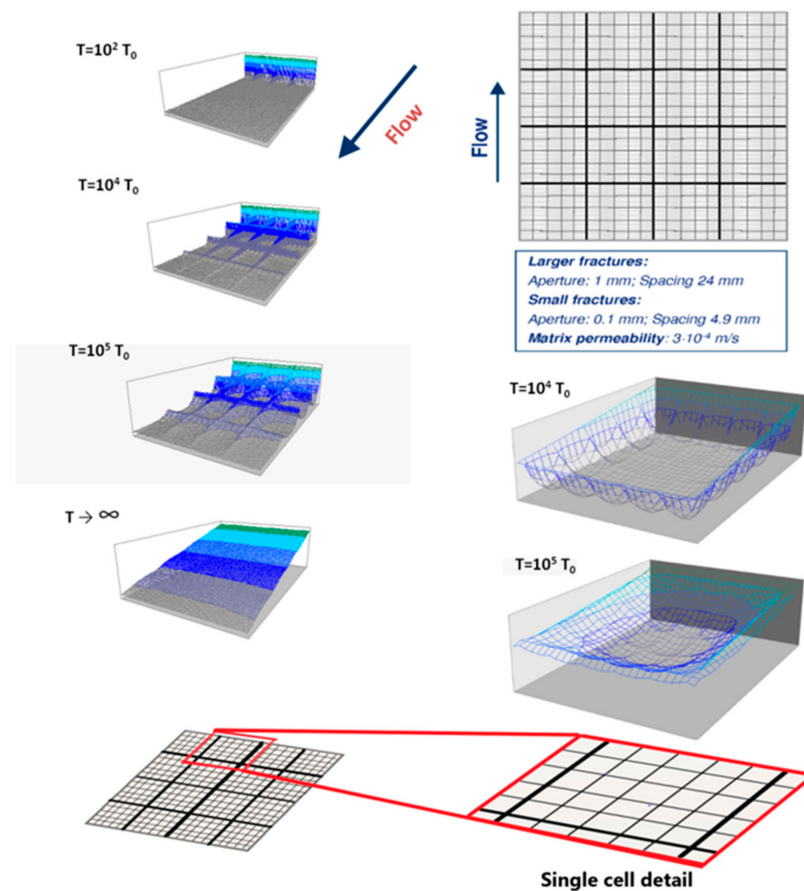 T=10² T₀
Flow
T=10⁴ T₀
T=10⁵ T₀
T → ∞
Flow
Larger fractures:
Aperture: 1 mm; Spacing 24 mm
Small fractures:
Aperture: 0.1 mm; Spacing 4.9 mm
Matrix permeability: 3·10⁻⁴ m/s
T=10⁴ T₀
T=10⁵ T₀
Single cell detail